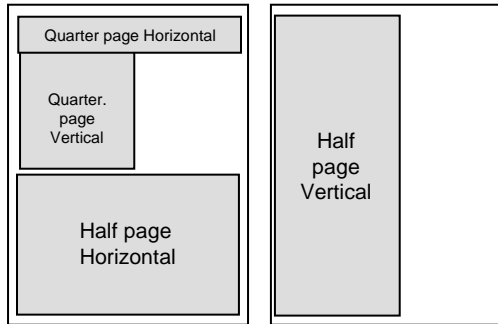 Quarter page Horizontal
Quarter.
page
Vertical
Half page
Horizontal
Half
page
Vertical